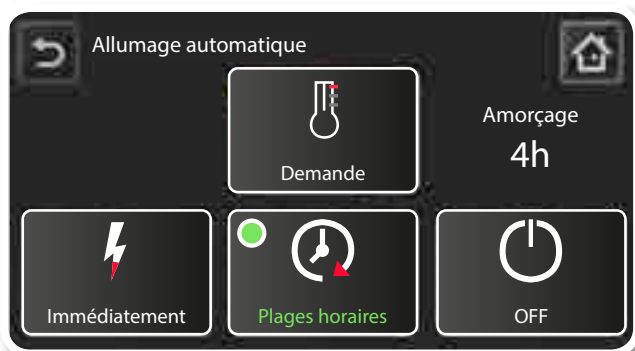 Allumage automatique
Demande
Amorçage
4h
Immédiatement
Plages horaires
OFF